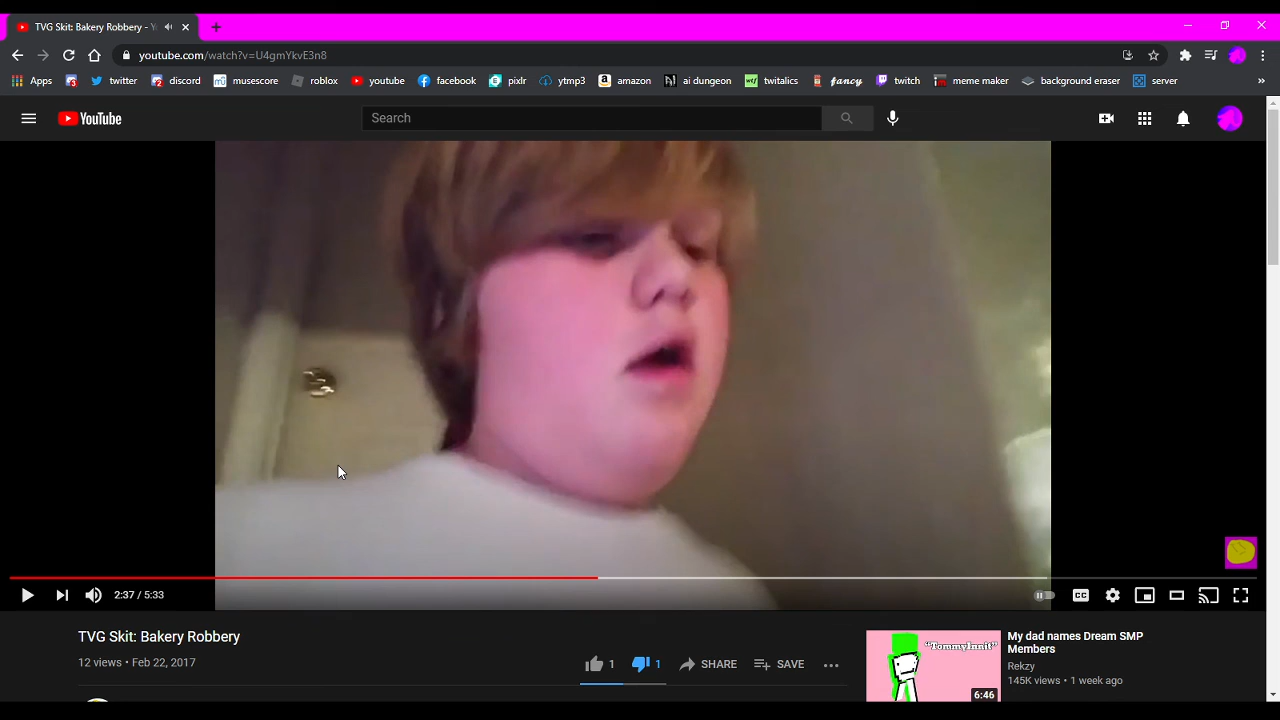 TVG Skit: Bakery Robbery - Y
youtube.com/watch?v=U4gmYkvE3n8
Apps twitter discord musescore roblox youtube facebook pixlr ytmp3 amazon ai dungeon twitalics fancy twitch meme maker background eraser server
YouTube
Search
2:37 / 5:33
CC
TVG Skit: Bakery Robbery
12 views • Feb 22, 2017
1 1 SHARE SAVE
"TommyInnit"
6:46
My dad names Dream SMP
Members
Rekzy
145K views • 1 week ago